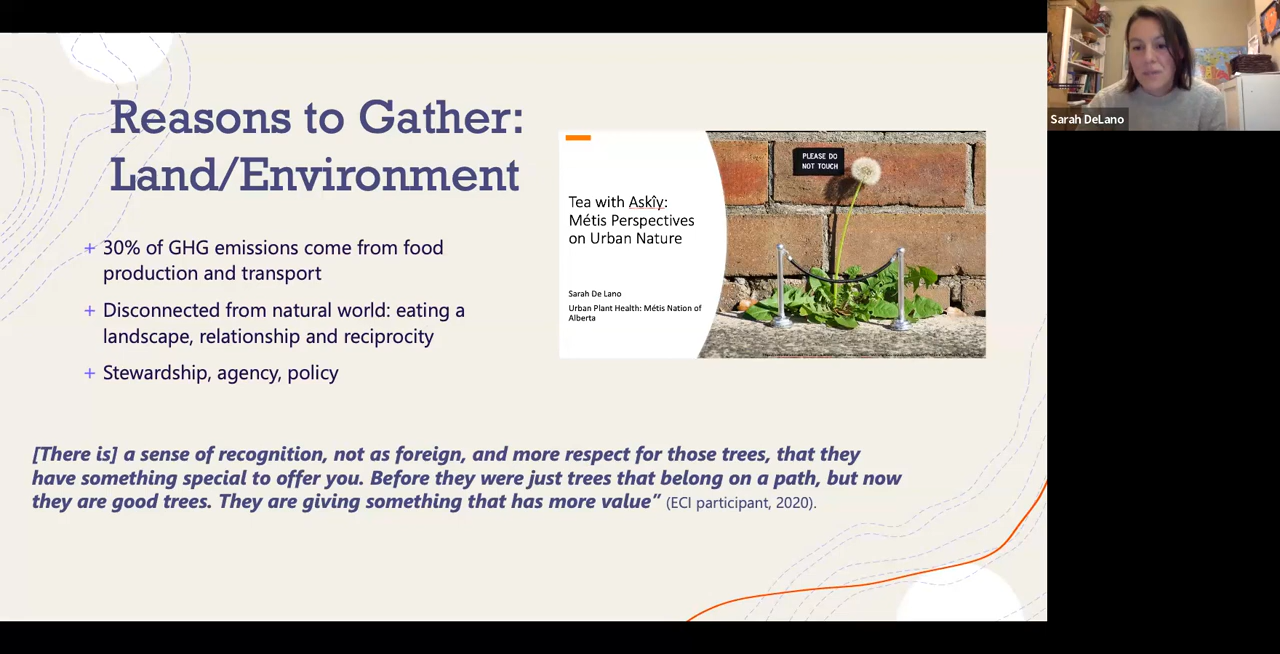 Reasons to Gather:
Land/Environment
+ 30% of GHG emissions come from food
production and transport
+ Disconnected from natural world: eating a
landscape, relationship and reciprocity
+ Stewardship, agency, policy
Tea with Askîy:
Métis Perspectives
on Urban Nature
Sarah De Lano
Urban Plant Health: Métis Nation of
Alberta
PLEASE DO
NOT TOUCH
[There is] a sense of recognition, not as foreign, and more respect for those trees, that they
have something special to offer you. Before they were just trees that belong on a path, but now
they are good trees. They are giving something that has more value” (ECI participant, 2020).
Sarah DeLano